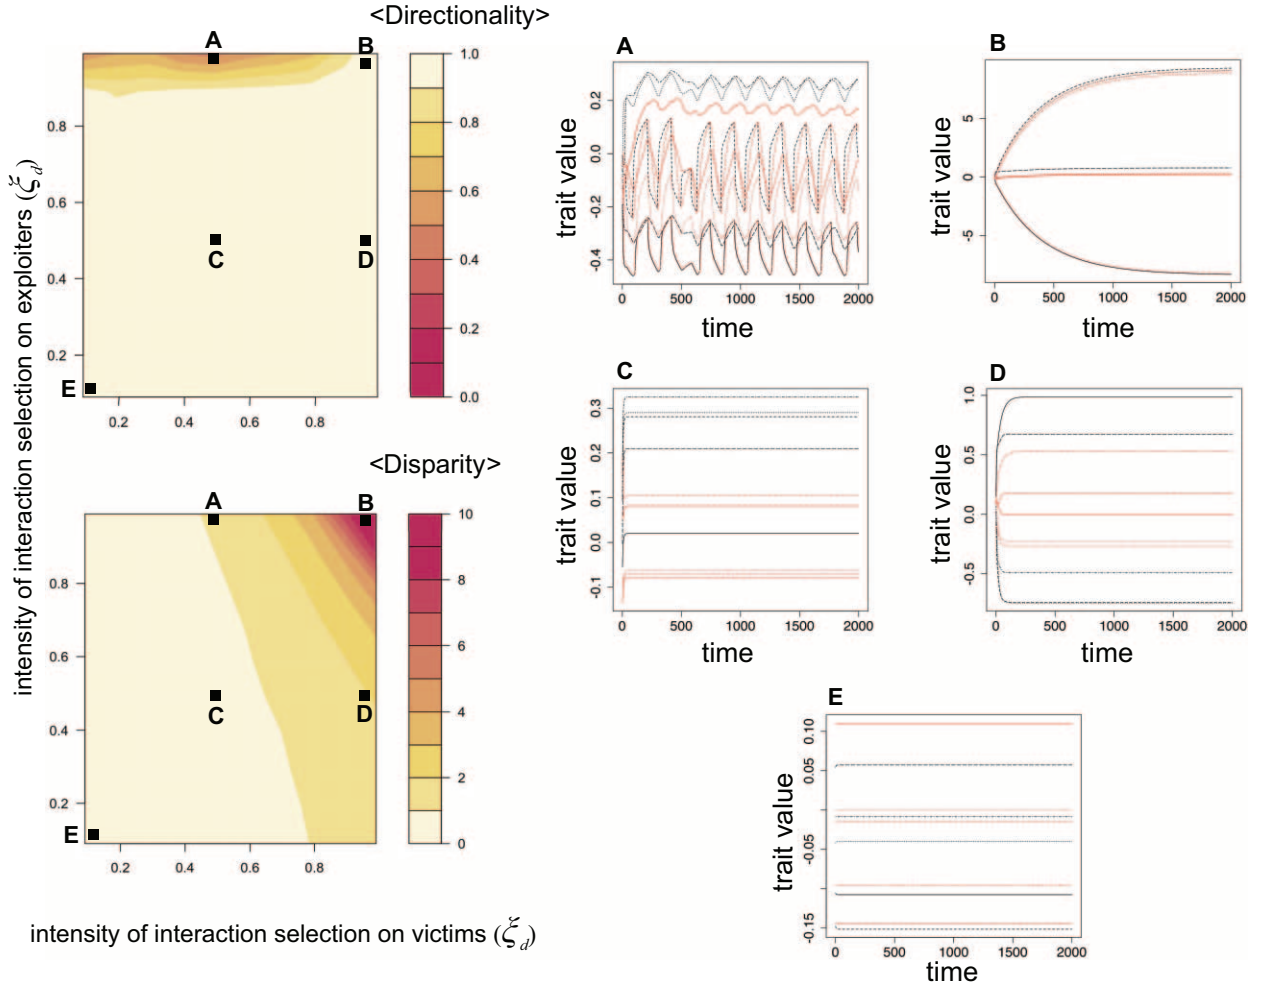 <Directionality>
A
B
C
D
E
1.0
0.8
0.6
0.4
0.2
0.0
0.8
0.6
0.4
0.2
0.2
0.4
0.6
0.8
intensity of interaction selection on exploiters (ξd)
<Disparity>
A
B
C
D
E
10
8
6
4
2
0
0.8
0.6
0.4
0.2
0.2
0.4
0.6
0.8
intensity of interaction selection on victims (ξd)
A
trait value
0.2
0.0
-0.2
-0.4
0
500
1000
1500
2000
time
B
trait value
5
0
-5
0
500
1000
1500
2000
time
C
trait value
0.3
0.2
0.1
0.0
-0.1
0
500
1000
1500
2000
time
D
trait value
1.0
0.5
0.0
-0.5
0
500
1000
1500
2000
time
E
trait value
0.10
0.05
-0.05
-0.15
0
500
1000
1500
2000
time